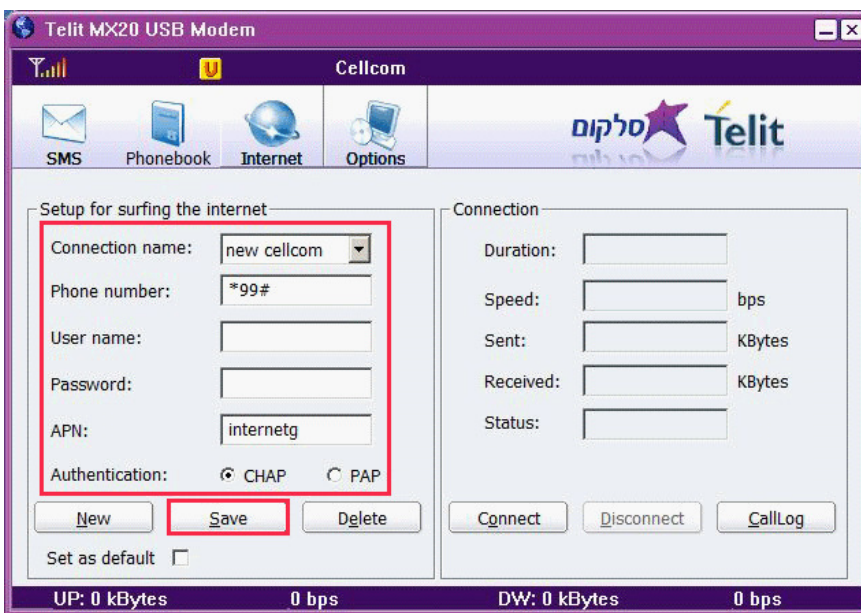 Telit MX20 USB Modem
U Cellcom
SMS Phonebook Internet Options
סלקום Telit
Setup for surfing the internet
Connection name: new cellcom
Phone number: *99#
User name:
Password:
APN: internetg
Authentication: CHAP PAP
New Save Delete
Set as default
Connection
Duration:
Speed: bps
Sent: KBytes
Received: KBytes
Status:
Connect Disconnect CallLog
UP: 0 kBytes 0 bps DW: 0 kBytes 0 bps